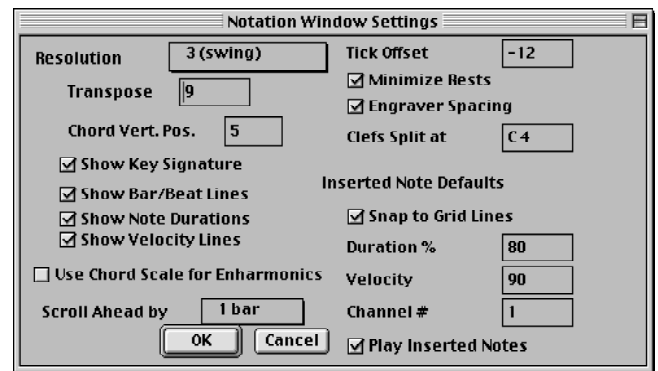 Notation Window Settings
Resolution 3 (swing)
Transpose 9
Chord Vert. Pos. 5
Show Key Signature
Show Bar/Beat Lines
Show Note Durations
Show Velocity Lines
Use Chord Scale for Enharmonics
Scroll Ahead by 1 bar
OK Cancel
Tick Offset -12
Minimize Rests
Engraver Spacing
Clefs Split at C4
Inserted Note Defaults
Snap to Grid Lines
Duration % 80
Velocity 90
Channel # 1
Play Inserted Notes